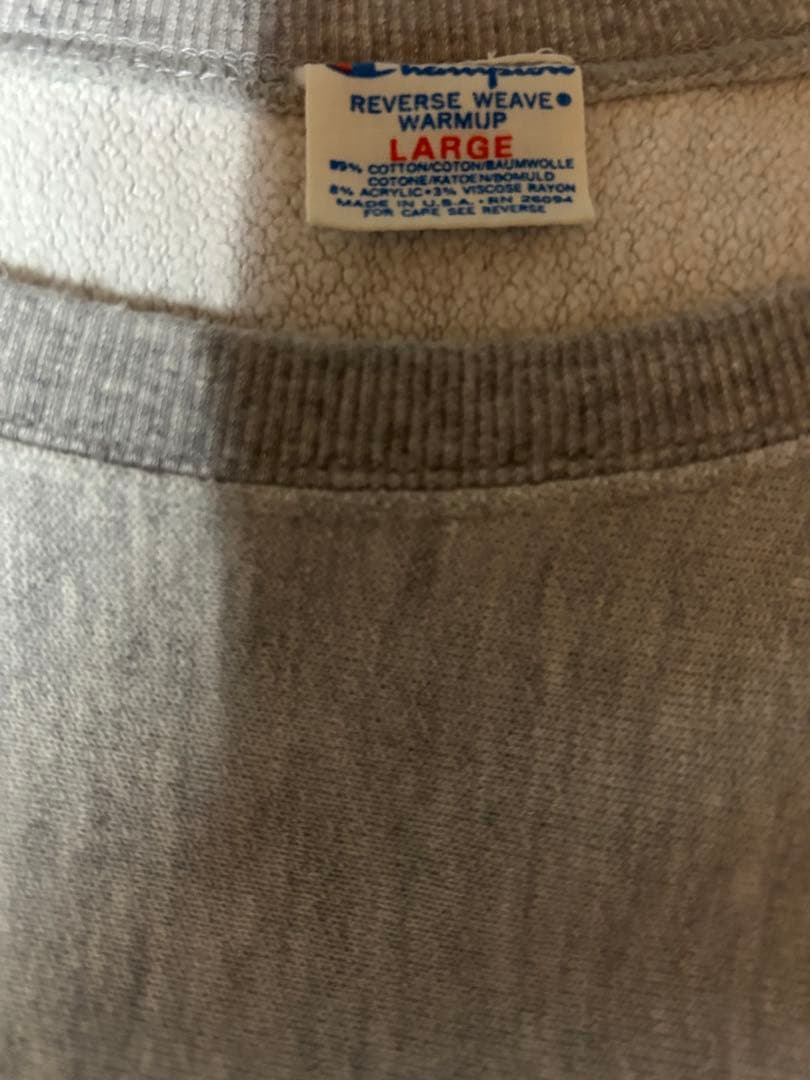 Champion
REVERSE WEAVE
WARMUP
LARGE
89% COTTON/COTON/BAUMWOLLE
COTONE/KATOEN/BOMULD
8% ACRYLIC•3% VISCOSE RAYON
MADE IN U.S.A. • RN 26094
FOR CARE SEE REVERSE